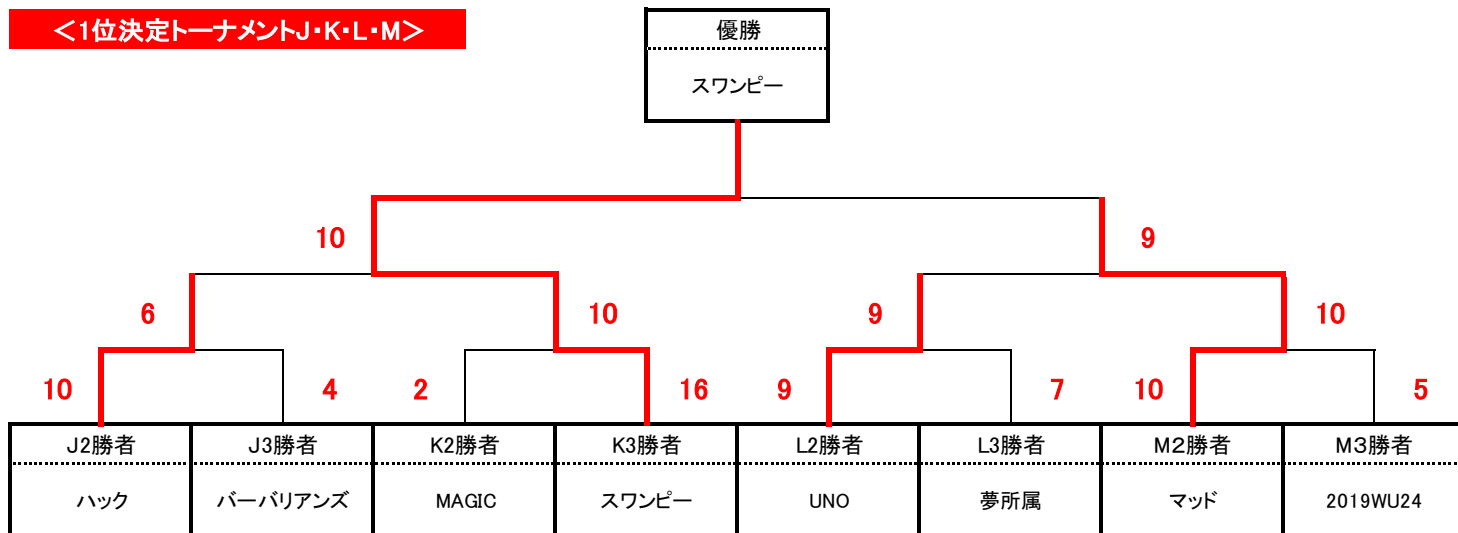 ＜1位決定トーナメントJ・K・L・M＞
優勝
スワンピー
10 9
6 10 9 10
10 4 2 16 9 7 10 5
J2勝者 J3勝者 K2勝者 K3勝者 L2勝者 L3勝者 M２勝者 M３勝者
ハック バーバリアンズ MAGIC スワンピー UNO 夢所属 マッド 2019WU24